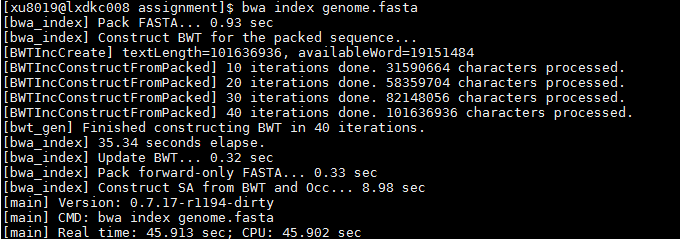 [xu8019@lxdkc008 assignment]$ bwa index genome.fasta
[bwa_index] Pack FASTA... 0.93 sec
[bwa_index] Construct BWT for the packed sequence...
[BWTIncCreate] textLength=101636936, availableWord=19151484
[BWTIncConstructFromPacked] 10 iterations done. 31590664 characters processed.
[BWTIncConstructFromPacked] 20 iterations done. 58359704 characters processed.
[BWTIncConstructFromPacked] 30 iterations done. 82148056 characters processed.
[BWTIncConstructFromPacked] 40 iterations done. 101636936 characters processed.
[bwt_gen] Finished constructing BWT in 40 iterations.
[bwa_index] 35.34 seconds elapse.
[bwa_index] Update BWT... 0.32 sec
[bwa_index] Pack forward-only FASTA... 0.33 sec
[bwa_index] Construct SA from BWT and Occ... 8.98 sec
[main] Version: 0.7.17-r1194-dirty
[main] CMD: bwa index genome.fasta
[main] Real time: 45.913 sec; CPU: 45.902 sec